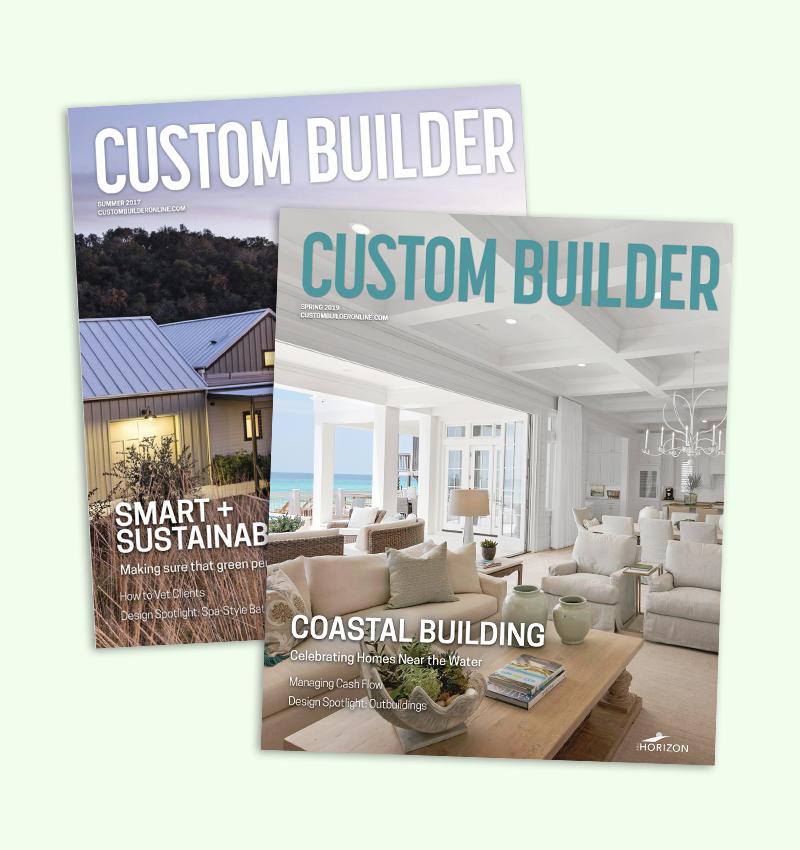 CUSTOM BUILDER
SUMMER 2017
CUSTOMBUILDERONLINE.COM
SMART +
SUSTAINAB
Making sure that green per
How to Vet Clients
Design Spotlight: Spa-Style Bat
CUSTOM BUILDER
SPRING 2019
CUSTOMBUILDERONLINE.COM
COASTAL BUILDING
Celebrating Homes Near the Water
Managing Cash Flow
Design Spotlight: Outbuildings
HORIZON